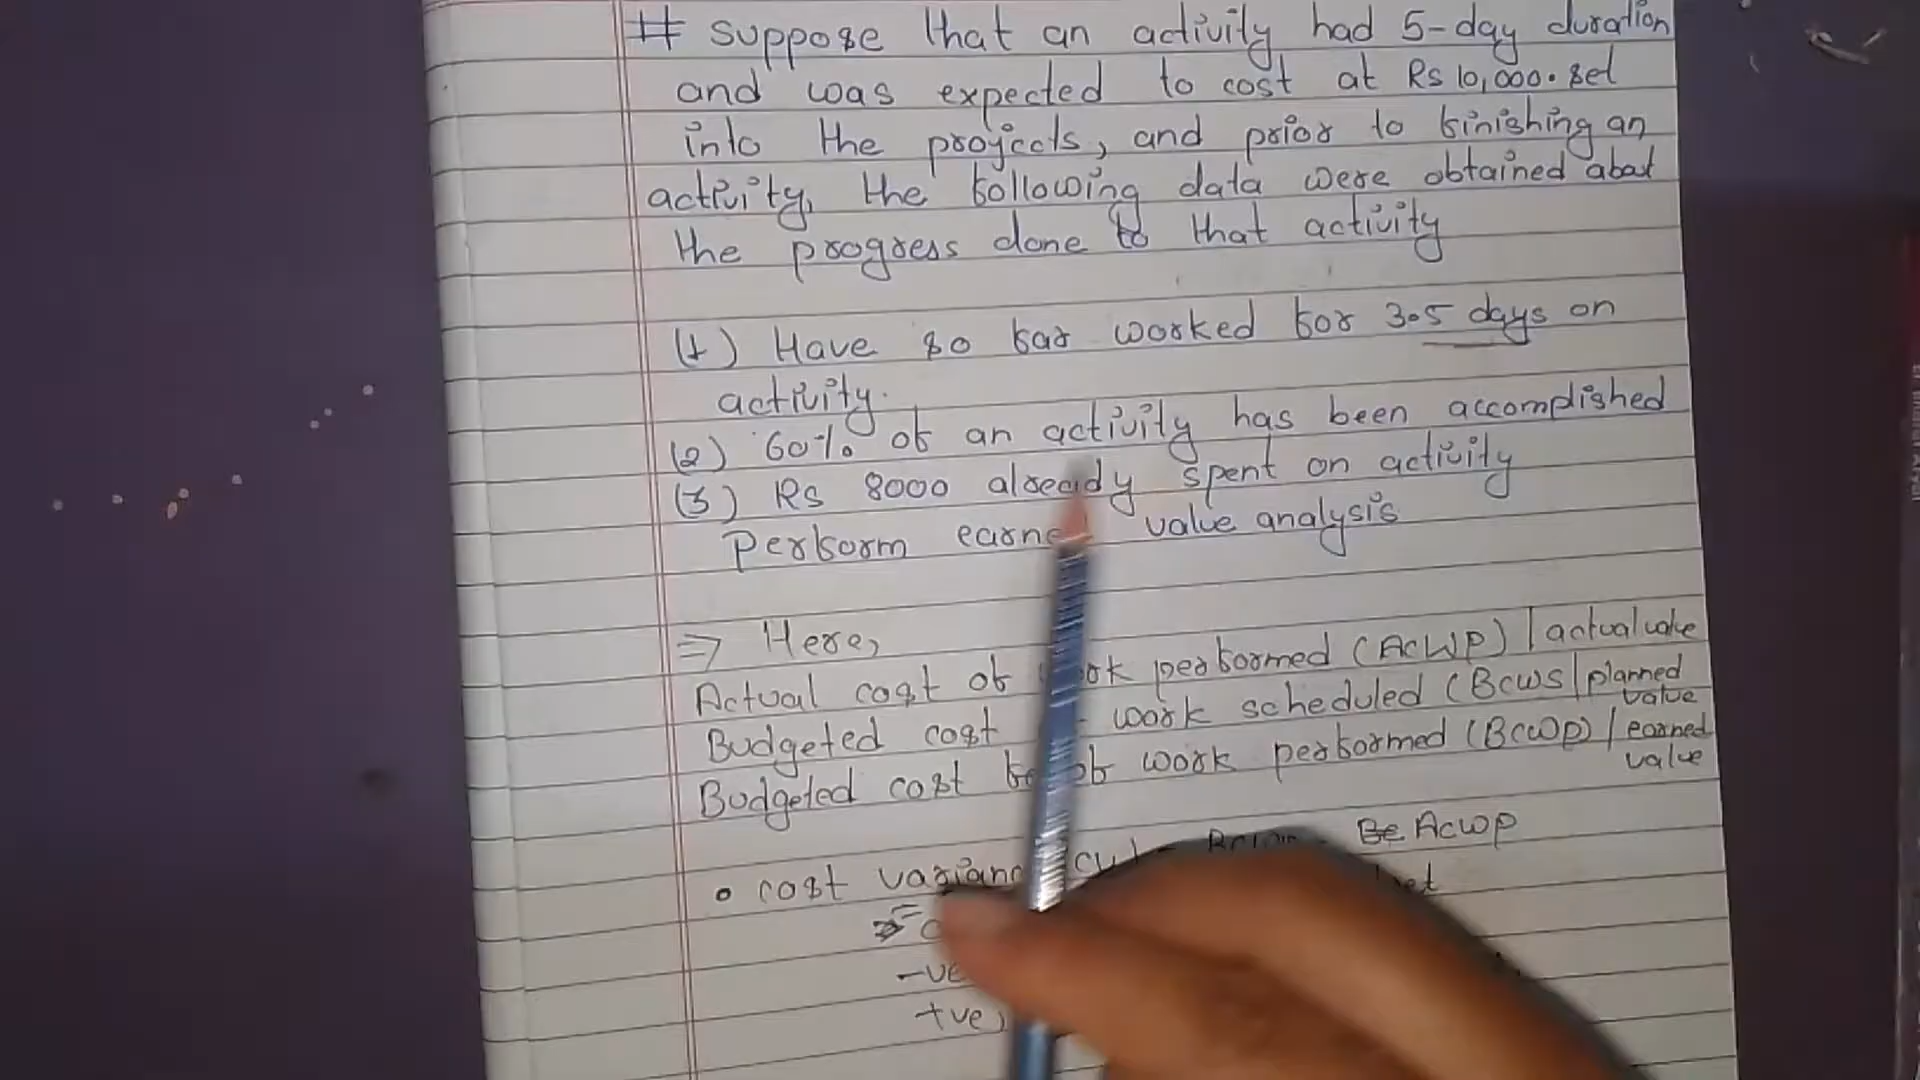 # suppose that an activity had 5-day duration
and was expected to cost at Rs 10,000. set
into the projects, and prior to finishing an
activity, the following data were obtained about
the progress done to that activity
(1) Have so far worked for 3.5 days on
activity.
(2) 60% of an activity has been accomplished
(3) Rs 8000 already spent on activity
Perform value analysis
⇒ Here,
Actual cost of performed (ACWP) | actual value
Budgeted cost work scheduled (BCWS | planned value
Budgeted cost of work performed (BCWP) | earned value
• cost Be ACWP
-ve
+ve,